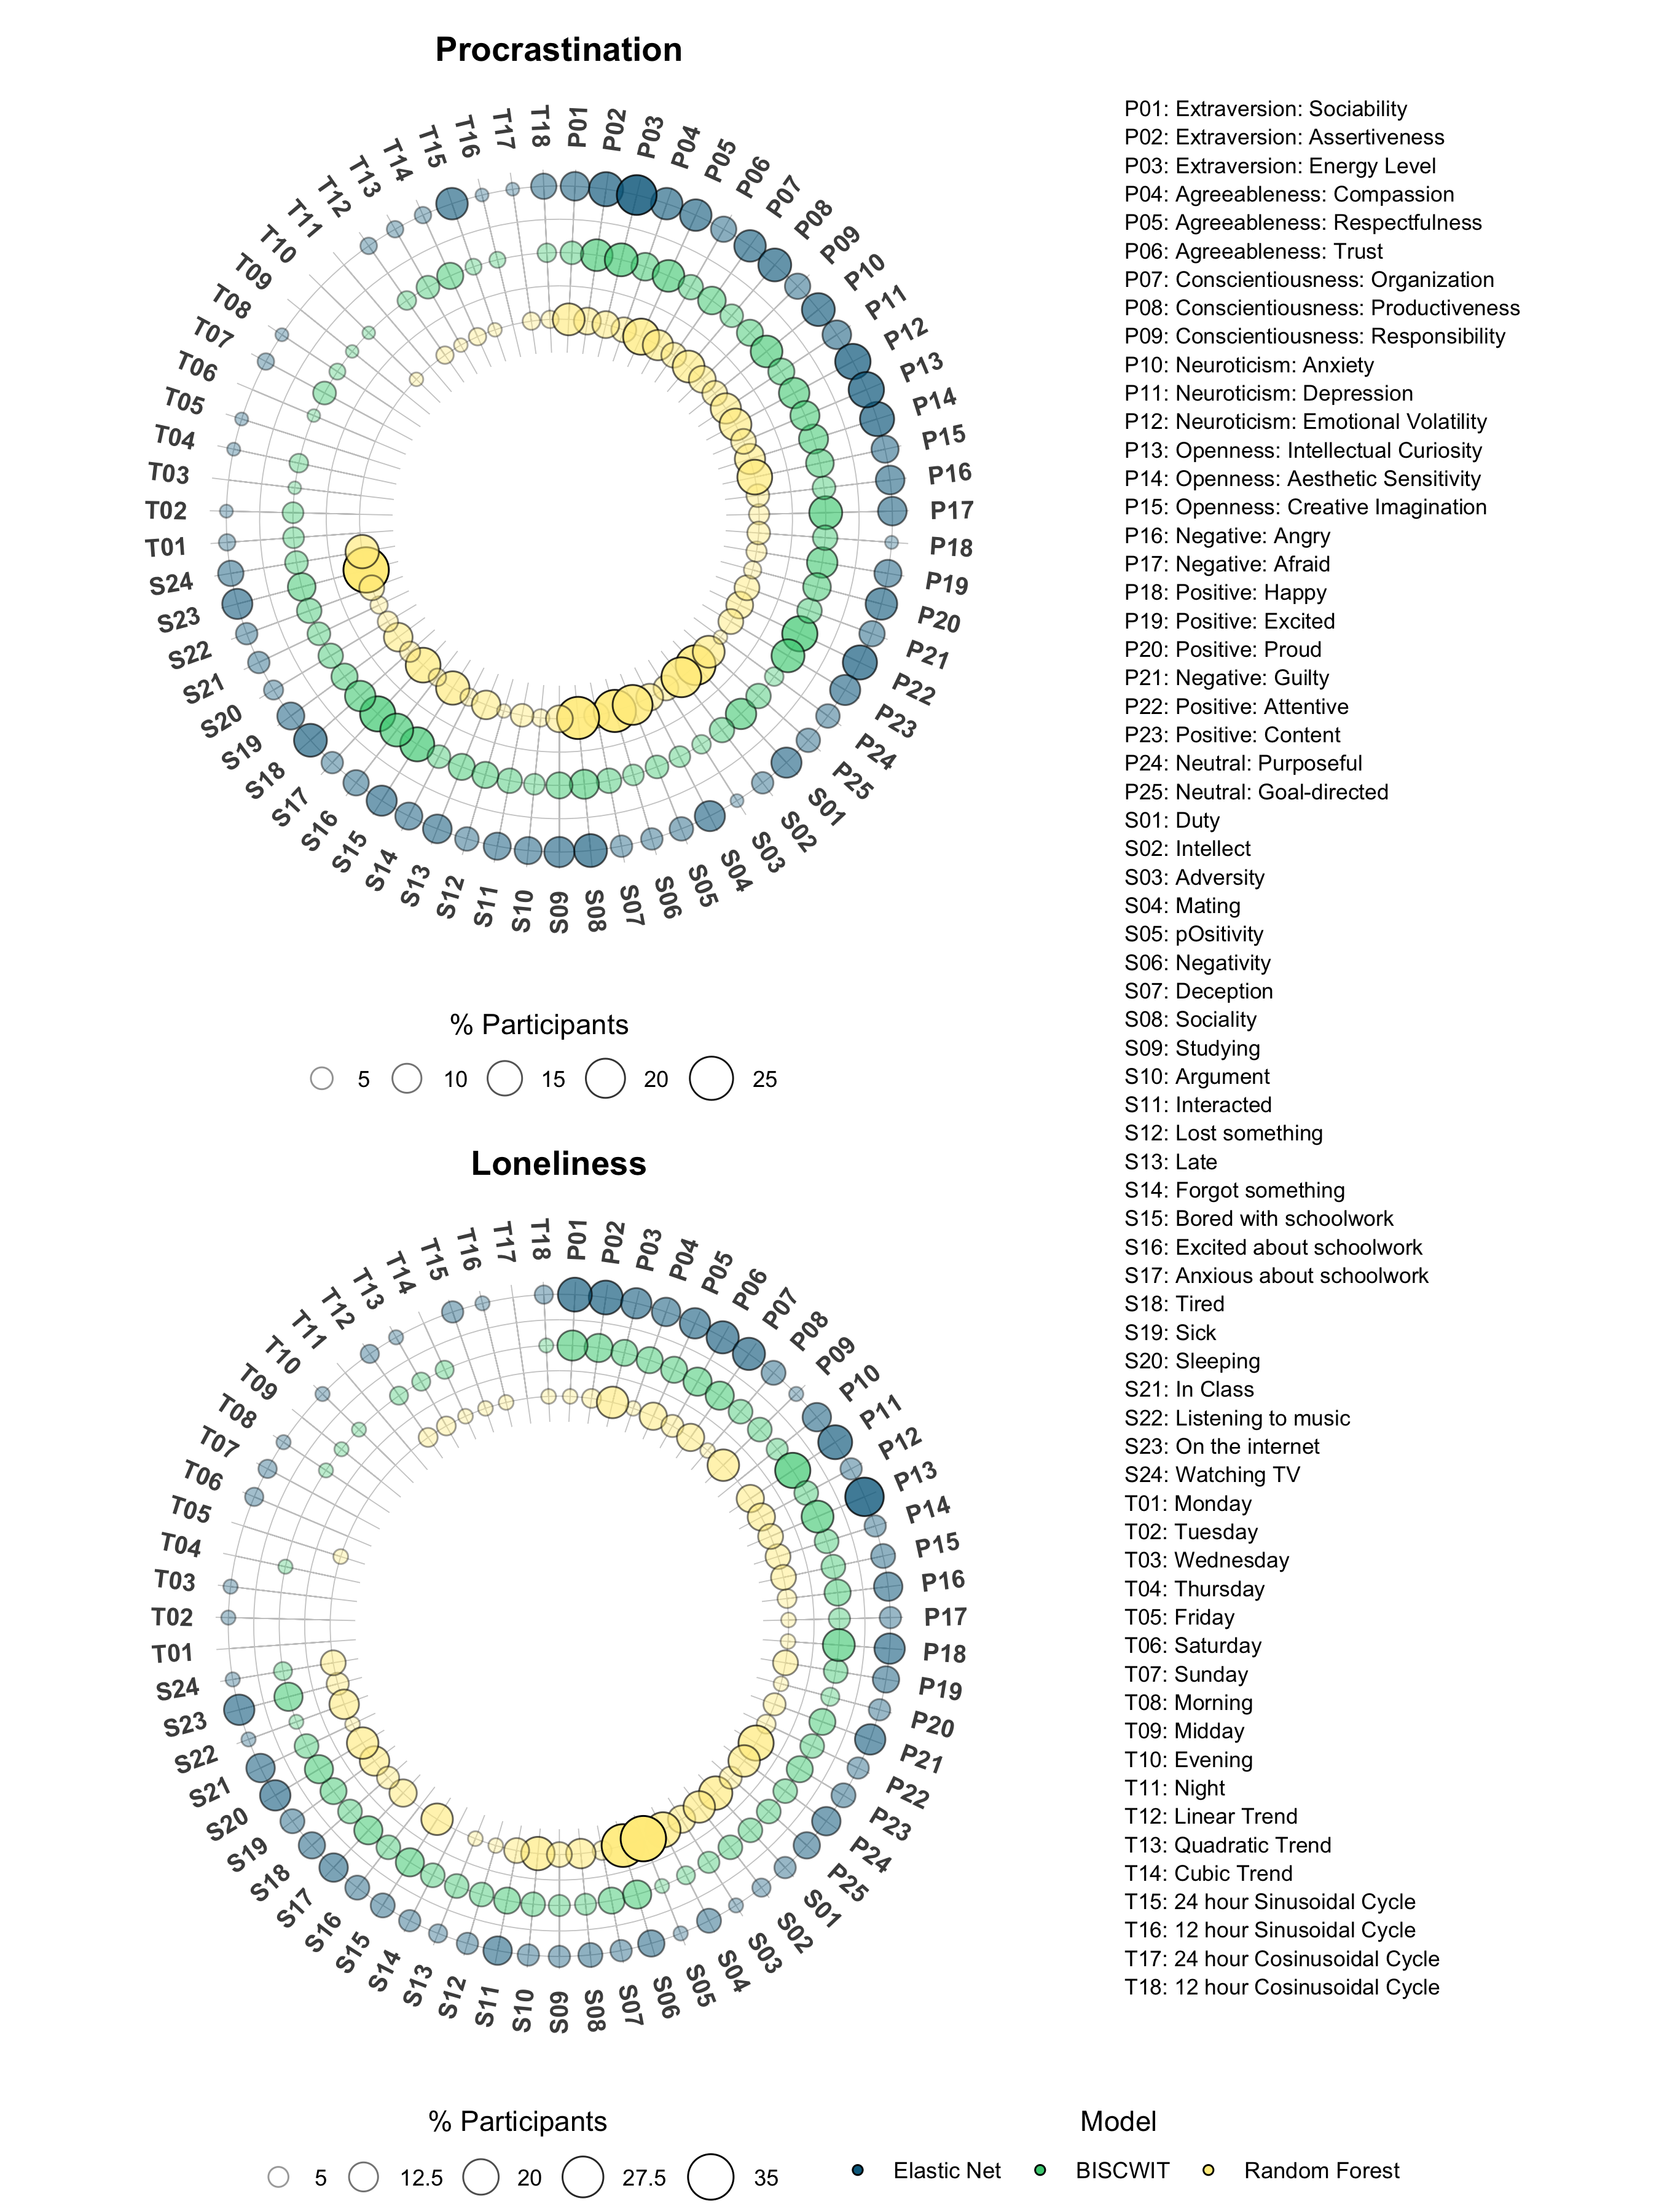 Procrastination
P01
P02
P03
P04
P05
P06
P07
P08
P09
P10
P11
P12
P13
P14
P15
P16
P17
P18
P19
P20
P21
P22
P23
P24
P25
S01
S02
S03
S04
S05
S06
S07
S08
S09
S10
S11
S12
S13
S14
S15
S16
S17
S18
S19
S20
S21
S22
S23
S24
T01
T02
T03
T04
T05
T06
T07
T08
T09
T10
T11
T12
T13
T14
T15
T16
T17
T18
% Participants
5 10 15 20 25
Loneliness
P01
P02
P03
P04
P05
P06
P07
P08
P09
P10
P11
P12
P13
P14
P15
P16
P17
P18
P19
P20
P21
P22
P23
P24
P25
S01
S02
S03
S04
S05
S06
S07
S08
S09
S10
S11
S12
S13
S14
S15
S16
S17
S18
S19
S20
S21
S22
S23
S24
T01
T02
T03
T04
T05
T06
T07
T08
T09
T10
T11
T12
T13
T14
T15
T16
T17
T18
% Participants
5 12.5 20 27.5 35
Model
Elastic Net BISCWIT Random Forest
P01: Extraversion: Sociability
P02: Extraversion: Assertiveness
P03: Extraversion: Energy Level
P04: Agreeableness: Compassion
P05: Agreeableness: Respectfulness
P06: Agreeableness: Trust
P07: Conscientiousness: Organization
P08: Conscientiousness: Productiveness
P09: Conscientiousness: Responsibility
P10: Neuroticism: Anxiety
P11: Neuroticism: Depression
P12: Neuroticism: Emotional Volatility
P13: Openness: Intellectual Curiosity
P14: Openness: Aesthetic Sensitivity
P15: Openness: Creative Imagination
P16: Negative: Angry
P17: Negative: Afraid
P18: Positive: Happy
P19: Positive: Excited
P20: Positive: Proud
P21: Negative: Guilty
P22: Positive: Attentive
P23: Positive: Content
P24: Neutral: Purposeful
P25: Neutral: Goal-directed
S01: Duty
S02: Intellect
S03: Adversity
S04: Mating
S05: pOsitivity
S06: Negativity
S07: Deception
S08: Sociality
S09: Studying
S10: Argument
S11: Interacted
S12: Lost something
S13: Late
S14: Forgot something
S15: Bored with schoolwork
S16: Excited about schoolwork
S17: Anxious about schoolwork
S18: Tired
S19: Sick
S20: Sleeping
S21: In Class
S22: Listening to music
S23: On the internet
S24: Watching TV
T01: Monday
T02: Tuesday
T03: Wednesday
T04: Thursday
T05: Friday
T06: Saturday
T07: Sunday
T08: Morning
T09: Midday
T10: Evening
T11: Night
T12: Linear Trend
T13: Quadratic Trend
T14: Cubic Trend
T15: 24 hour Sinusoidal Cycle
T16: 12 hour Sinusoidal Cycle
T17: 24 hour Cosinusoidal Cycle
T18: 12 hour Cosinusoidal Cycle